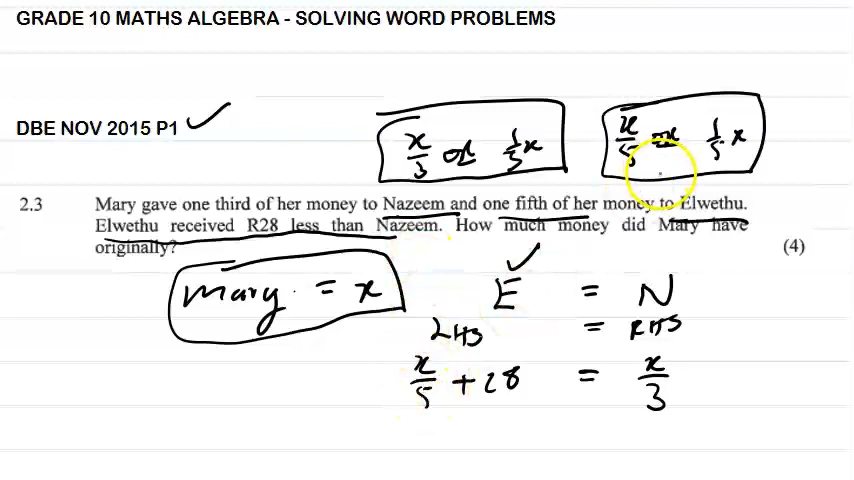 GRADE 10 MATHS ALGEBRA - SOLVING WORD PROBLEMS
DBE NOV 2015 P1 ✓
x/3 or 1/3 x
x/5 or 1/5 x
2.3 Mary gave one third of her money to Nazeem and one fifth of her money to Elwethu.
Elwethu received R28 less than Nazeem. How much money did Mary have
originally? (4)
mary = x
E ✓ = N
LHS = RHS
x/5 + 28 = x/3